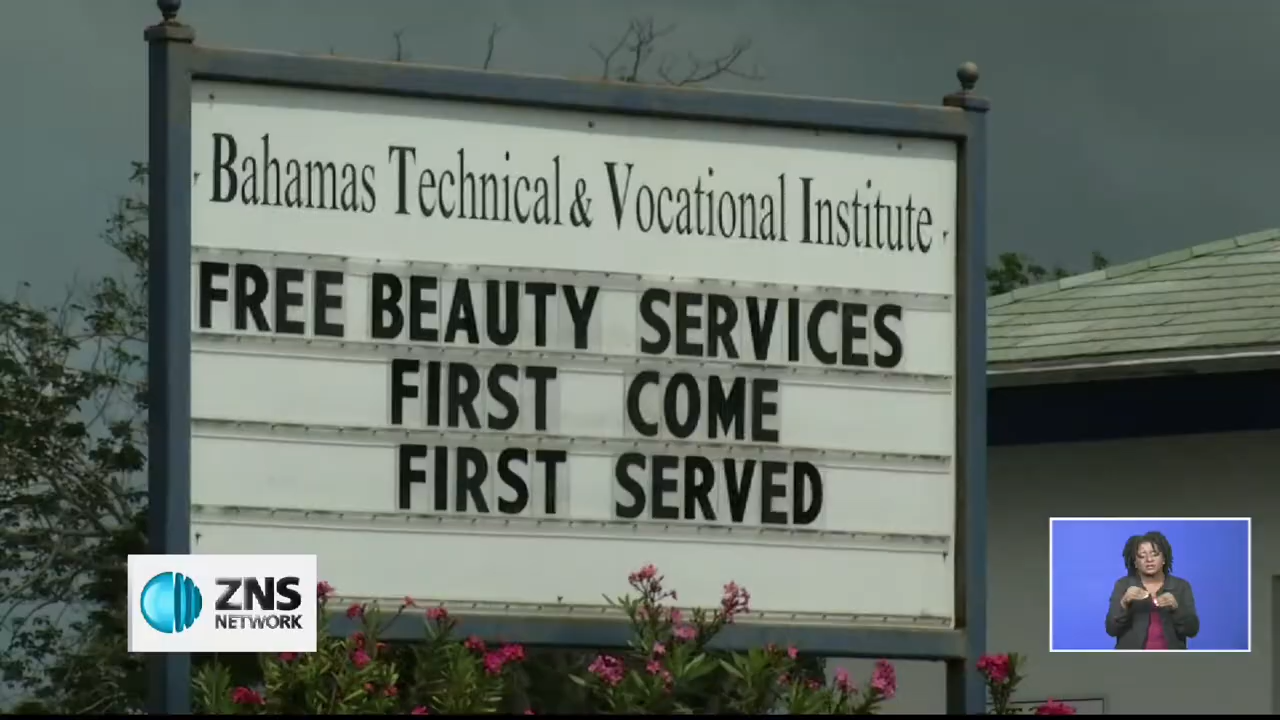 Bahamas Technical & Vocational Institute
FREE BEAUTY SERVICES
FIRST COME
FIRST SERVED
ZNS
NETWORK